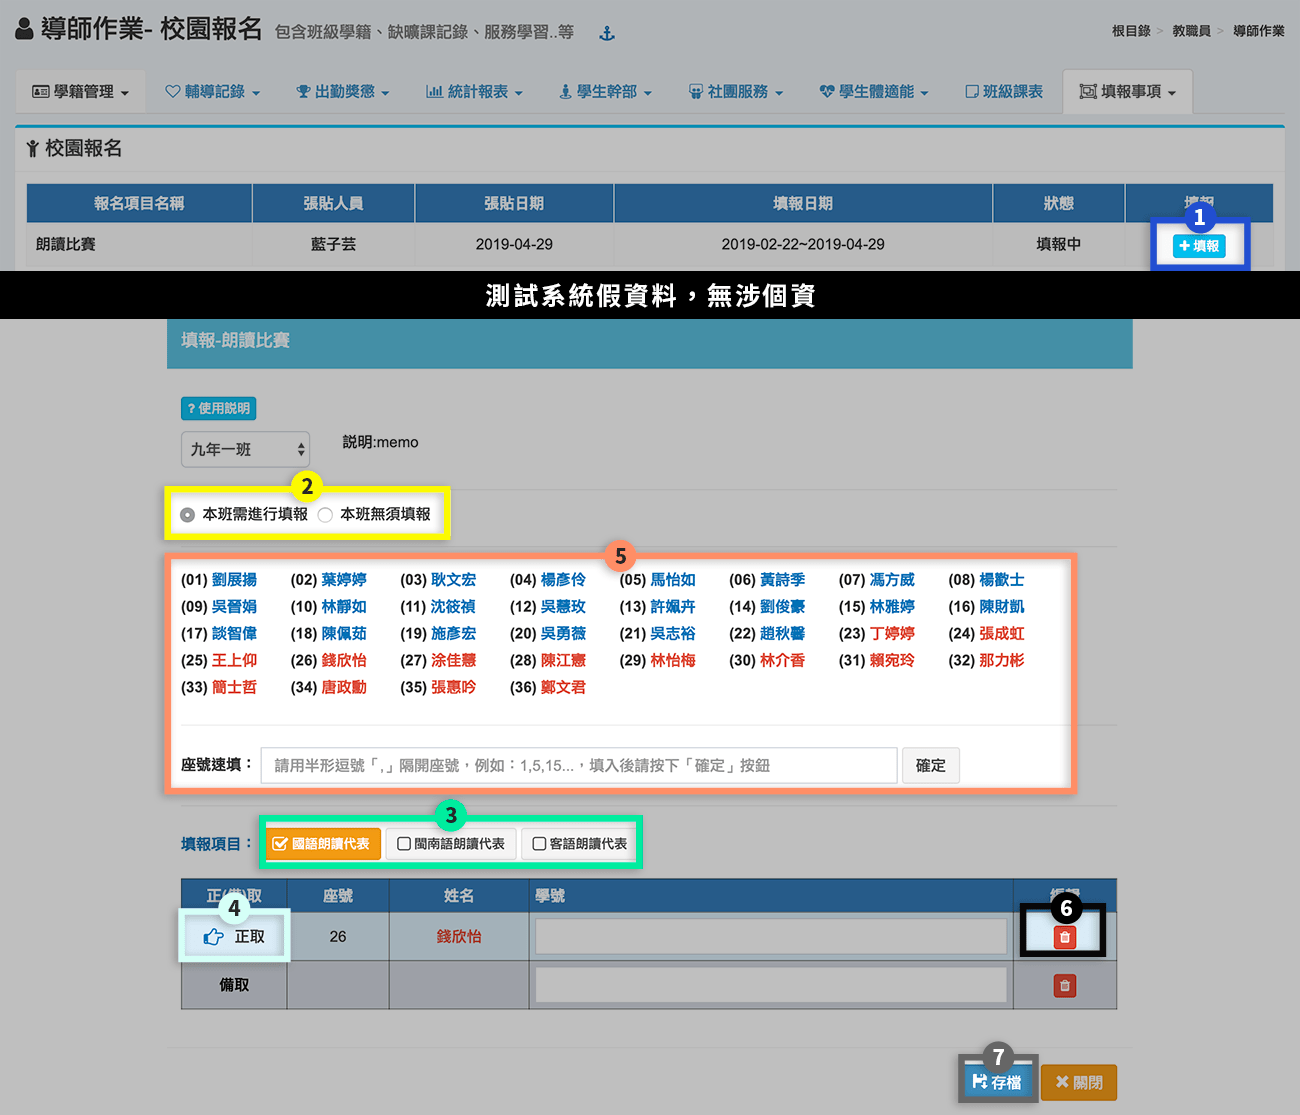 導師作業- 校園報名 包含班級學籍、缺曠課記錄、服務學習..等
根目錄 > 教職員 > 導師作業
學籍管理 輔導記錄 出勤獎懲 統計報表 學生幹部 社團服務 學生體適能 班級課表 填報事項
校園報名
報名項目名稱 張貼人員 張貼日期 填報日期 狀態 填報
1
朗讀比賽 藍子芸 2019-04-29 2019-02-22~2019-04-29 填報中 +填報
測試系統假資料，無涉個資
填報-朗讀比賽
? 使用說明
九年一班 說明:memo
2
本班需進行填報 本班無須填報
5
(01) 劉展揚 (02) 葉婷婷 (03) 耿文宏 (04) 楊彥伶 (05) 馬怡如 (06) 黃詩季 (07) 馮方威 (08) 楊歡士
(09) 吳晉娟 (10) 林靜如 (11) 沈筱禎 (12) 吳慧玫 (13) 許姵卉 (14) 劉俊豪 (15) 林雅婷 (16) 陳財凱
(17) 談智偉 (18) 陳佩茹 (19) 施彥宏 (20) 吳勇薇 (21) 吳志裕 (22) 趙秋馨 (23) 丁婷婷 (24) 張成虹
(25) 王上仰 (26) 錢欣怡 (27) 涂佳慧 (28) 陳江憲 (29) 林怡梅 (30) 林介香 (31) 賴宛玲 (32) 那力彬
(33) 簡士哲 (34) 唐政勳 (35) 張惠吟 (36) 鄭文君
座號速填： 請用半形逗號「,」隔開座號，例如：1,5,15...，填入後請按下「確定」按鈕 確定
3
填報項目： 國語朗讀代表 閩南語朗讀代表 客語朗讀代表
正(備)取 座號 姓名 學號 編輯
4 6
正取 26 錢欣怡
備取
7
存檔 關閉